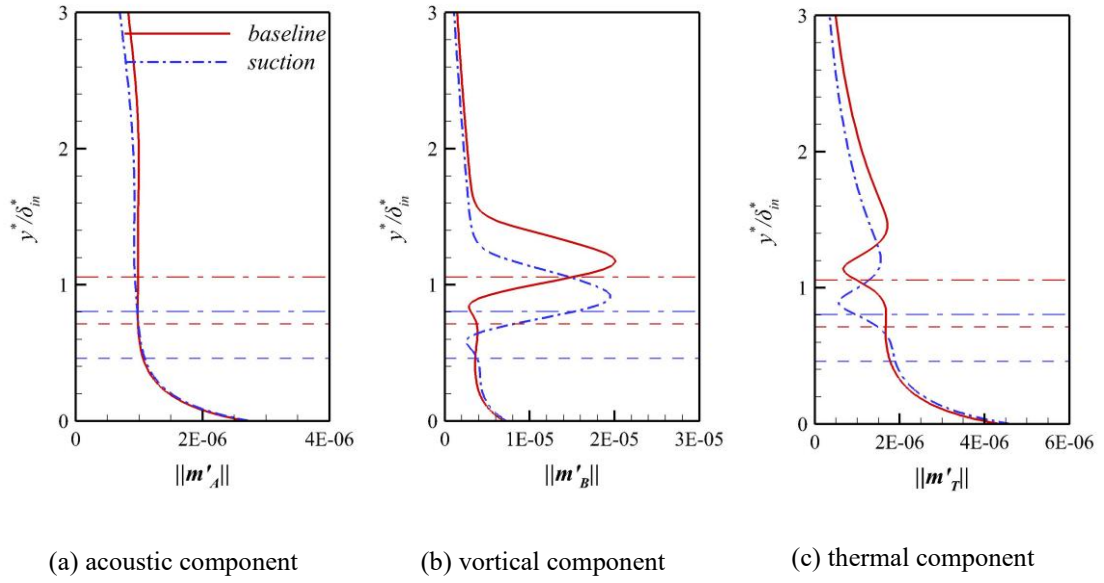 3
2
1
0
y*/δ*in
baseline
suction
0 2E-06 4E-06
||m'A||
(a) acoustic component
3
2
1
0
y*/δ*in
0 1E-05 2E-05 3E-05
||m'B||
(b) vortical component
3
2
1
0
y*/δ*in
0 2E-06 4E-06 6E-06
||m'T||
(c) thermal component